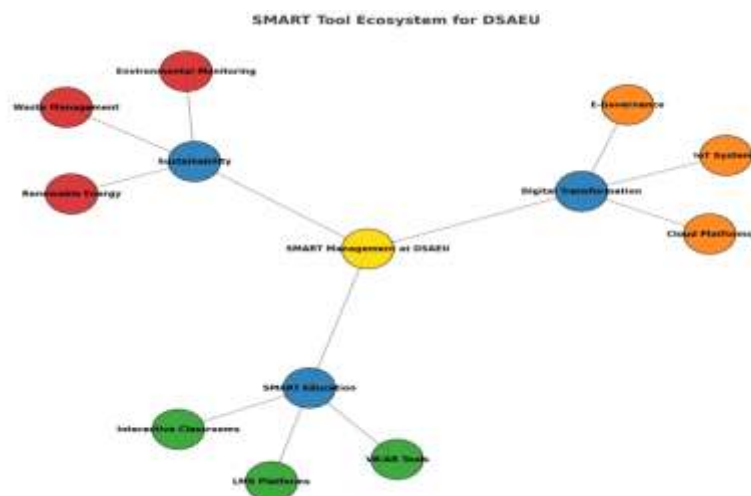 SMART Tool Ecosystem for DSAEU
Environmental Monitoring
Waste Management
Sustainability
Renewable Energy
E-Governance
IoT Systems
Digital Transformation
Cloud Platforms
SMART Management at DSAEU
SMART Education
Interactive Classrooms
VR/AR Tools
LMS Platforms